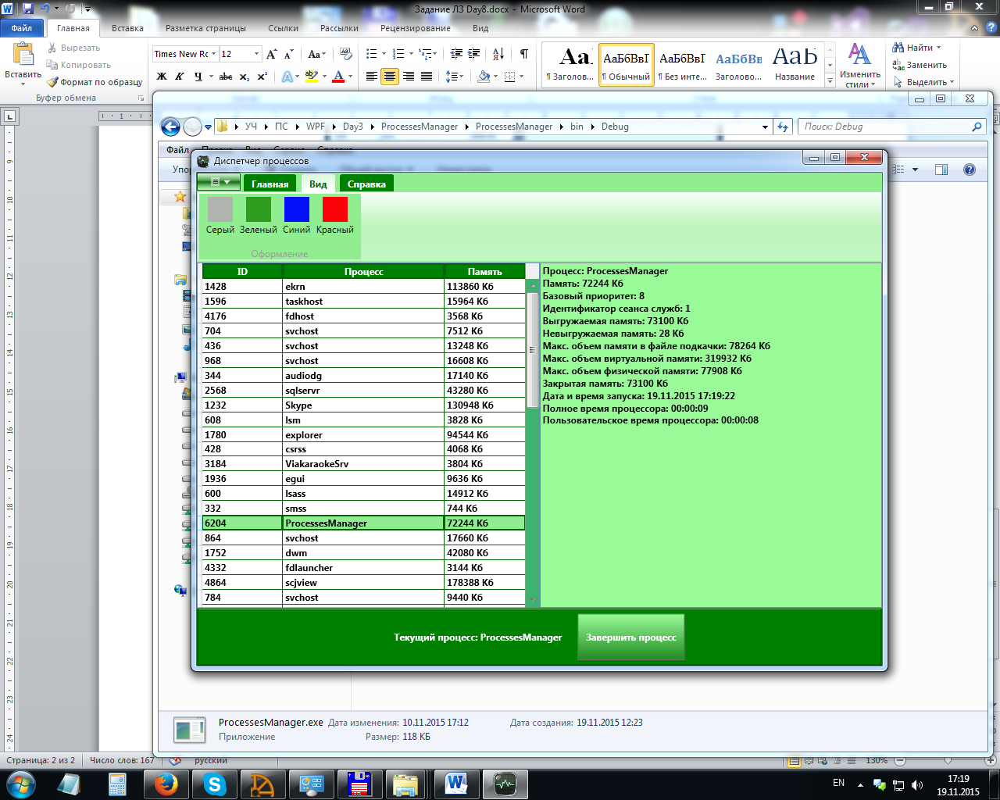 Задание ЛЗ Day8.docx - Microsoft Word
Файл Главная Вставка Разметка страницы Ссылки Рассылки Рецензирование Вид
Вставить
Вырезать
Копировать
Формат по образцу
Буфер обмена
Times New Ro 12
Ж К Ч abc x₂ x²
АаБбВвІ АаБбВвІ АаБбВв
¶ Заголов... ¶ Обычный ¶ Без инте... Заголово... Название
Изменить стили
Найти
Заменить
Выделить
УЧ ПС WPF Day3 ProcessesManager ProcessesManager bin Debug
Поиск: Debug
Файл Правка Вид Сервис Справка
Диспетчер процессов
Главная Вид Справка
Серый Зеленый Синий Красный
Оформление
ID Процесс Память
1428 ekrn 113860 Кб
1596 taskhost 15964 Кб
4176 fdhost 3568 Кб
704 svchost 7512 Кб
436 svchost 13248 Кб
968 svchost 16608 Кб
344 audiodg 17140 Кб
2568 sqlservr 43280 Кб
1232 Skype 130948 Кб
608 lsm 3828 Кб
1780 explorer 94544 Кб
428 csrss 4068 Кб
3184 ViakaraokeSrv 3804 Кб
1936 egui 9636 Кб
600 lsass 14912 Кб
332 smss 744 Кб
6204 ProcessesManager 72244 Кб
864 svchost 17660 Кб
1752 dwm 42080 Кб
4332 fdlauncher 3144 Кб
4864 scjview 178388 Кб
784 svchost 9440 Кб
Процесс: ProcessesManager
Память: 72244 Кб
Базовый приоритет: 8
Идентификатор сеанса служб: 1
Выгружаемая память: 73100 Кб
Невыгружаемая память: 28 Кб
Макс. объем памяти в файле подкачки: 78264 Кб
Макс. объем виртуальной памяти: 319932 Кб
Макс. объем физической памяти: 77908 Кб
Закрытая память: 73100 Кб
Дата и время запуска: 19.11.2015 17:19:22
Полное время процессора: 00:00:09
Пользовательское время процессора: 00:00:08
Текущий процесс: ProcessesManager
Завершить процесс
ProcessesManager.exe Дата изменения: 10.11.2015 17:12 Дата создания: 19.11.2015 12:23
Приложение Размер: 118 КБ
Страница: 2 из 2 Число слов: 167 русский 130%
EN
17:19
19.11.2015